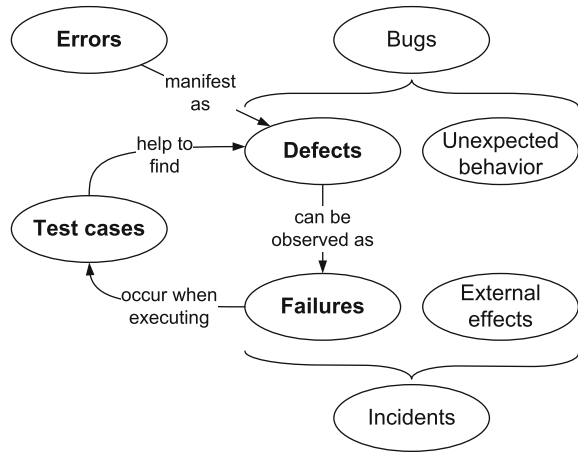 Errors
Bugs
manifest
as
help to
find
Defects
Unexpected
behavior
Test cases
can be
observed as
occur when
executing
Failures
External
effects
Incidents